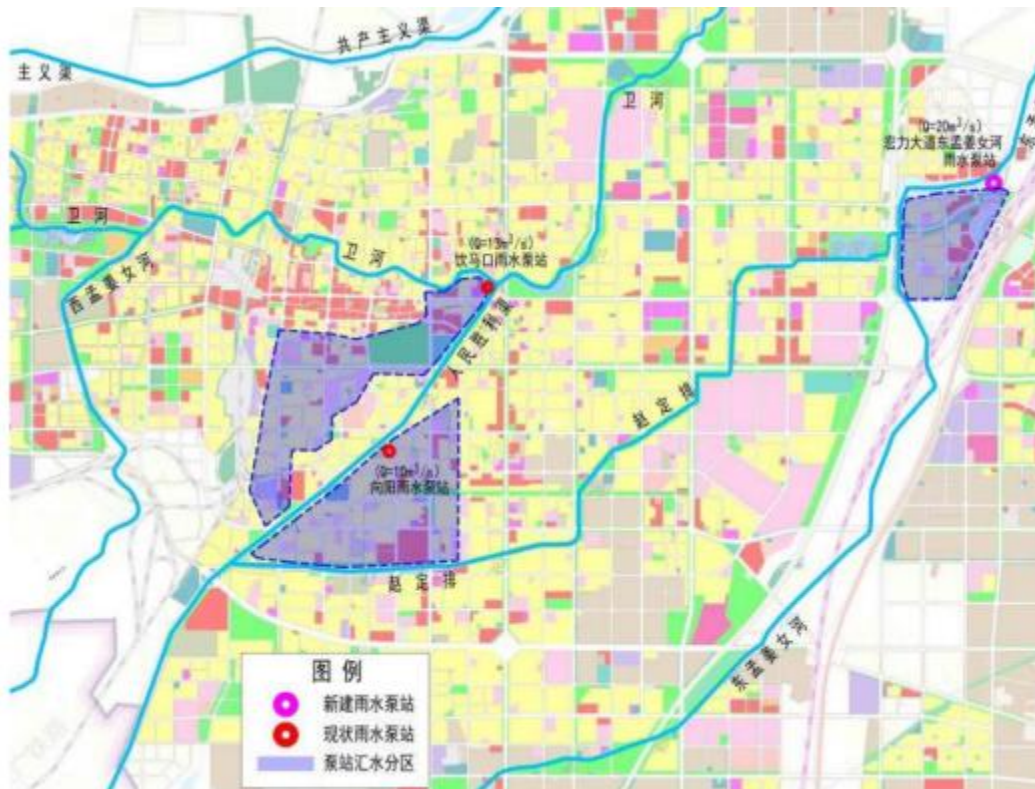 共产主义渠
主义渠
卫河
(Q=20m³/s)
宏力大道东孟姜女河
雨水泵站
卫河
卫河
(Q=13m³/s)
饮马口雨水泵站
西孟姜女河
人民胜利渠
赵定排
(Q=10m³/s)
向阳雨水泵站
赵定排
东孟姜女河
图例
新建雨水泵站
现状雨水泵站
泵站汇水分区